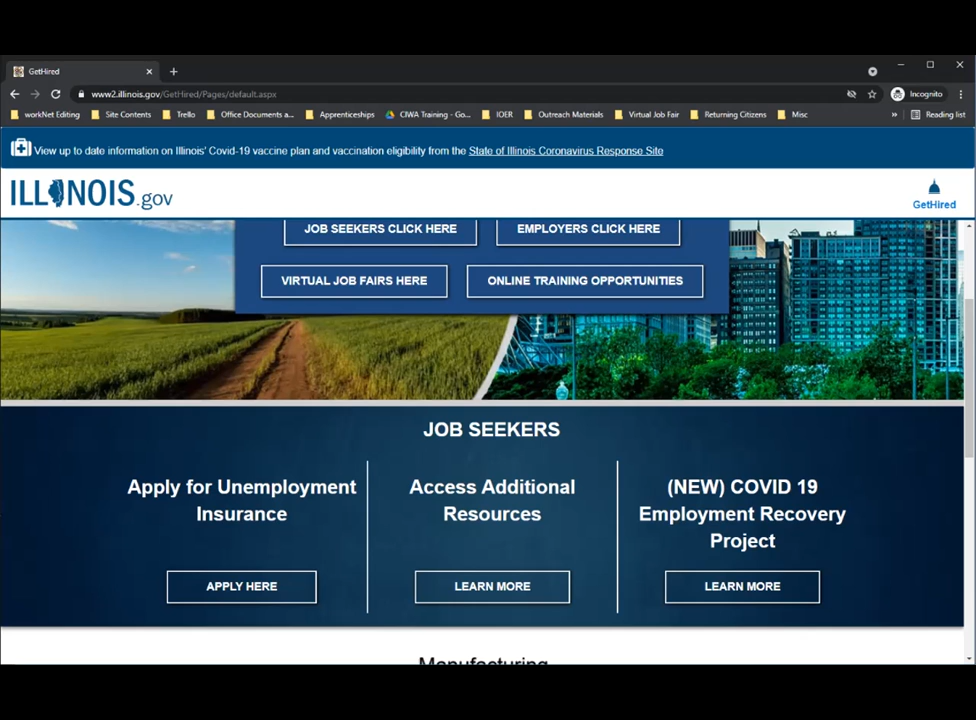 GetHired
www2.illinois.gov/GetHired/Pages/default.aspx
Incognito
workNet Editing
Site Contents
Trello
Office Documents a...
Apprenticeships
CIWA Training - Go...
IOER
Outreach Materials
Virtual Job Fair
Returning Citizens
Misc
»
Reading list
View up to date information on Illinois' Covid-19 vaccine plan and vaccination eligibility from the State of Illinois Coronavirus Response Site
ILLINOIS.gov
GetHired
JOB SEEKERS CLICK HERE
EMPLOYERS CLICK HERE
VIRTUAL JOB FAIRS HERE
ONLINE TRAINING OPPORTUNITIES
JOB SEEKERS
Apply for Unemployment
Insurance
APPLY HERE
Access Additional
Resources
LEARN MORE
(NEW) COVID 19
Employment Recovery
Project
LEARN MORE
Manufacturing